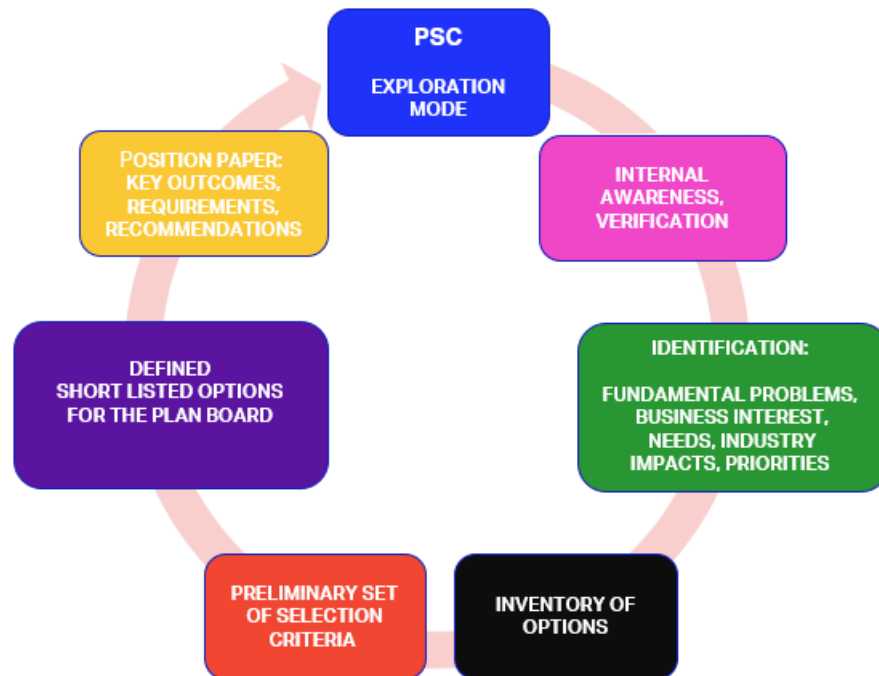 PSC
EXPLORATION
MODE
INTERNAL
AWARENESS,
VERIFICATION
IDENTIFICATION:
FUNDAMENTAL PROBLEMS,
BUSINESS INTEREST,
NEEDS, INDUSTRY
IMPACTS, PRIORITIES
INVENTORY OF
OPTIONS
PRELIMINARY SET
OF SELECTION
CRITERIA
DEFINED
SHORT LISTED OPTIONS
FOR THE PLAN BOARD
POSITION PAPER:
KEY OUTCOMES,
REQUIREMENTS,
RECOMMENDATIONS